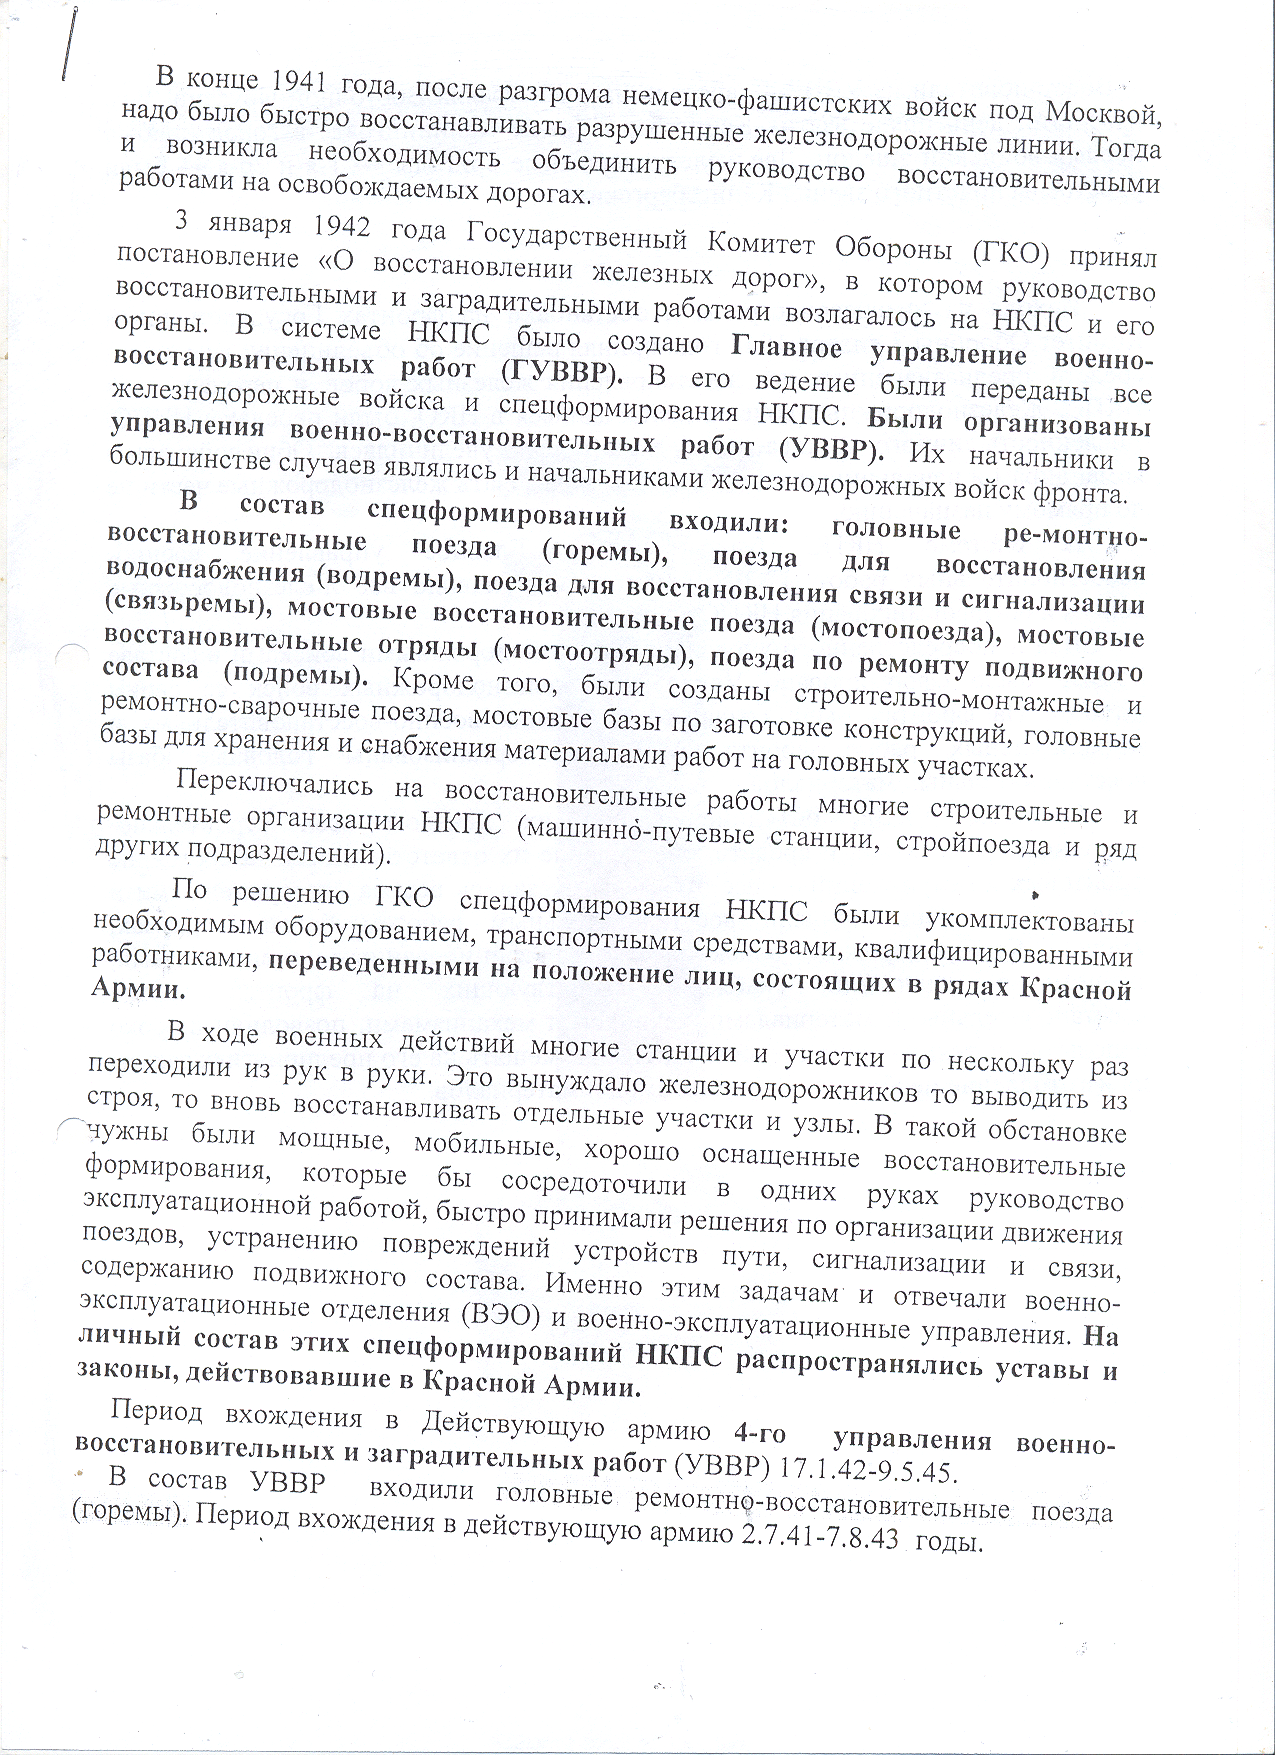 В конце 1941 года, после разгрома немецко-фашистских войск под Москвой,
надо было быстро восстанавливать разрушенные железнодорожные линии. Тогда
и возникла необходимость объединить руководство восстановительными
работами на освобождаемых дорогах.
3 января 1942 года Государственный Комитет Обороны (ГКО) принял
постановление «О восстановлении железных дорог», в котором руководство
восстановительными и заградительными работами возлагалось на НКПС и его
органы. В системе НКПС было создано Главное управление военно-
восстановительных работ (ГУВВР). В его ведение были переданы все
железнодорожные войска и спецформирования НКПС. Были организованы
управления военно-восстановительных работ (УВВР). Их начальники в
большинстве случаев являлись и начальниками железнодорожных войск фронта.
В состав спецформирований входили: головные ре-монтно-
восстановительные поезда (горемы), поезда для восстановления
водоснабжения (водремы), поезда для восстановления связи и сигнализации
(связьремы), мостовые восстановительные поезда (мостопоезда), мостовые
восстановительные отряды (мостоотряды), поезда по ремонту подвижного
состава (подремы). Кроме того, были созданы строительно-монтажные и
ремонтно-сварочные поезда, мостовые базы по заготовке конструкций, головные
базы для хранения и снабжения материалами работ на головных участках.
Переключались на восстановительные работы многие строительные и
ремонтные организации НКПС (машинно-путевые станции, стройпоезда и ряд
других подразделений).
По решению ГКО спецформирования НКПС были укомплектованы
необходимым оборудованием, транспортными средствами, квалифицированными
работниками, переведенными на положение лиц, состоящих в рядах Красной
Армии.
В ходе военных действий многие станции и участки по нескольку раз
переходили из рук в руки. Это вынуждало железнодорожников то выводить из
строя, то вновь восстанавливать отдельные участки и узлы. В такой обстановке
нужны были мощные, мобильные, хорошо оснащенные восстановительные
формирования, которые бы сосредоточили в одних руках руководство
эксплуатационной работой, быстро принимали решения по организации движения
поездов, устранению повреждений устройств пути, сигнализации и связи,
содержанию подвижного состава. Именно этим задачам и отвечали военно-
эксплуатационные отделения (ВЭО) и военно-эксплуатационные управления. На
личный состав этих спецформирований НКПС распространялись уставы и
законы, действовавшие в Красной Армии.
Период вхождения в Действующую армию 4-го управления военно-
восстановительных и заградительных работ (УВВР) 17.1.42-9.5.45.
В состав УВВР входили головные ремонтно-восстановительные поезда
(горемы). Период вхождения в действующую армию 2.7.41-7.8.43 годы.